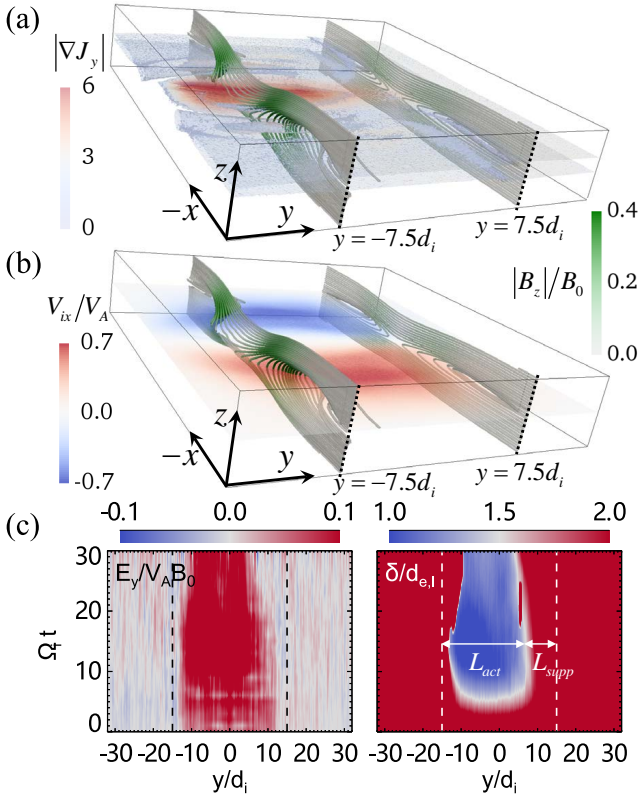 (a)
|∇J_y|
6
3
0
z
−x
y
y = −7.5d_i
y = 7.5d_i
0.4
0.2
0.0
|B_z|/B_0
(b)
V_ix/V_A
0.7
0.0
-0.7
z
−x
y
y = −7.5d_i
y = 7.5d_i
(c)
-0.1 0.0 0.1
1.0 1.5 2.0
E_y/V_AB_0
δ/d_e,l
L_act
L_supp
Ω_i t
30
20
10
0
-30 -20 -10 0 10 20 30
-30 -20 -10 0 10 20 30
y/d_i
y/d_i